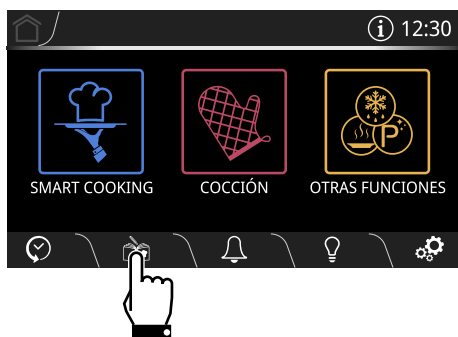 12:30
SMART COOKING
COCCIÓN
OTRAS FUNCIONES
P